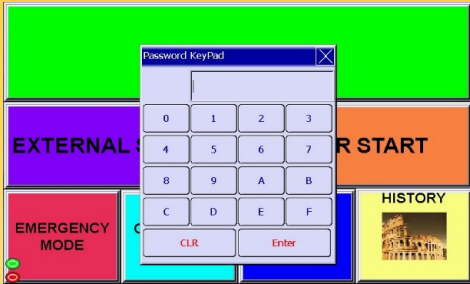 Password KeyPad
0 1 2 3
EXTERNAL
R START
4 5 6 7
8 9 A B
HISTORY
C D E F
EMERGENCY
MODE
CLR Enter